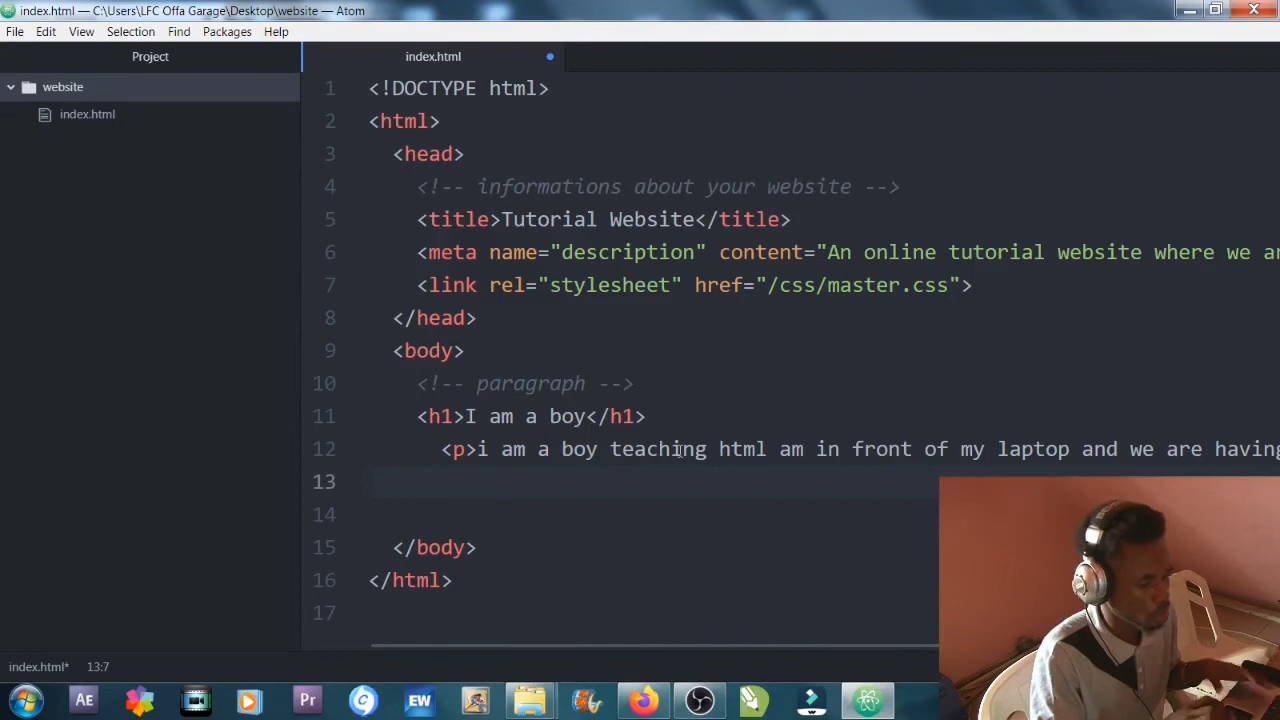 index.html — C:\Users\LFC Offa Garage\Desktop\website — Atom
File Edit View Selection Find Packages Help
Project
index.html
website
index.html
1 <!DOCTYPE html>
2 <html>
3 <head>
4 <!-- informations about your website -->
5 <title>Tutorial Website</title>
6 <meta name="description" content="An online tutorial website where we
7 <link rel="stylesheet" href="/css/master.css">
8 </head>
9 <body>
10 <!-- paragraph -->
11 <h1>I am a boy</h1>
12 <p>i am a boy teaching html am in front of my laptop and we are having
13
14
15 </body>
16 </html>
17
index.html* 13:7
AE Pr EW